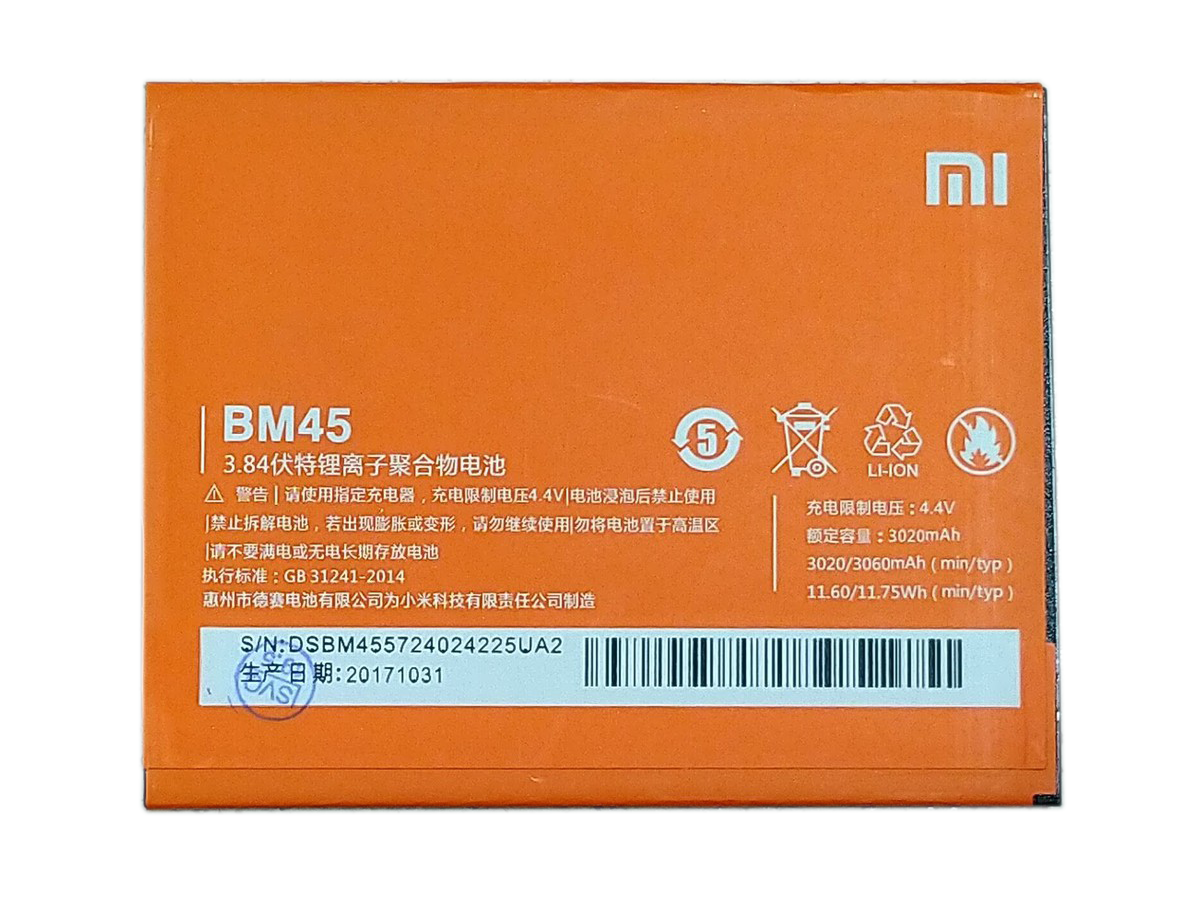 MI
BM45
3.84伏特锂离子聚合物电池
5
LI-ION
警告|请使用指定充电器，充电限制电压4.4V|电池浸泡后禁止使用
|禁止拆解电池，若出现膨胀或变形，请勿继续使用|勿将电池置于高温区
|请不要满电或无电长期存放电池
执行标准：GB 31241-2014
惠州市德赛电池有限公司为小米科技有限责任公司制造
充电限制电压：4.4V
额定容量：3020mAh
3020/3060mAh（min/typ）
11.60/11.75Wh（min/typ）
S/N:DSBM455724024225UA2
生产日期:20171031